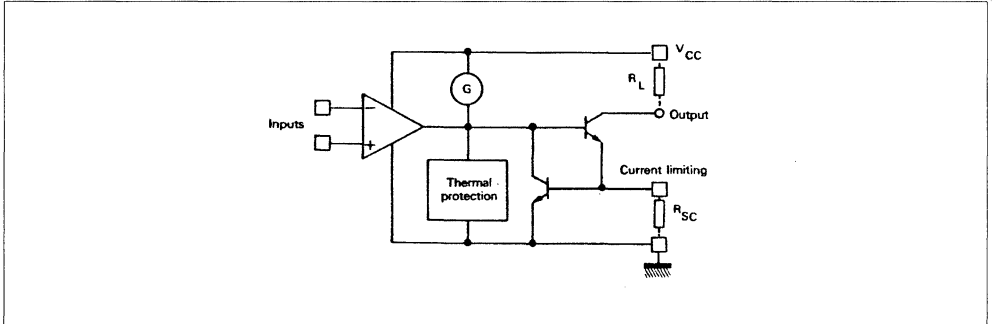 V CC
R L
G
−
Inputs
+
Output
Current limiting
Thermal
protection
R SC